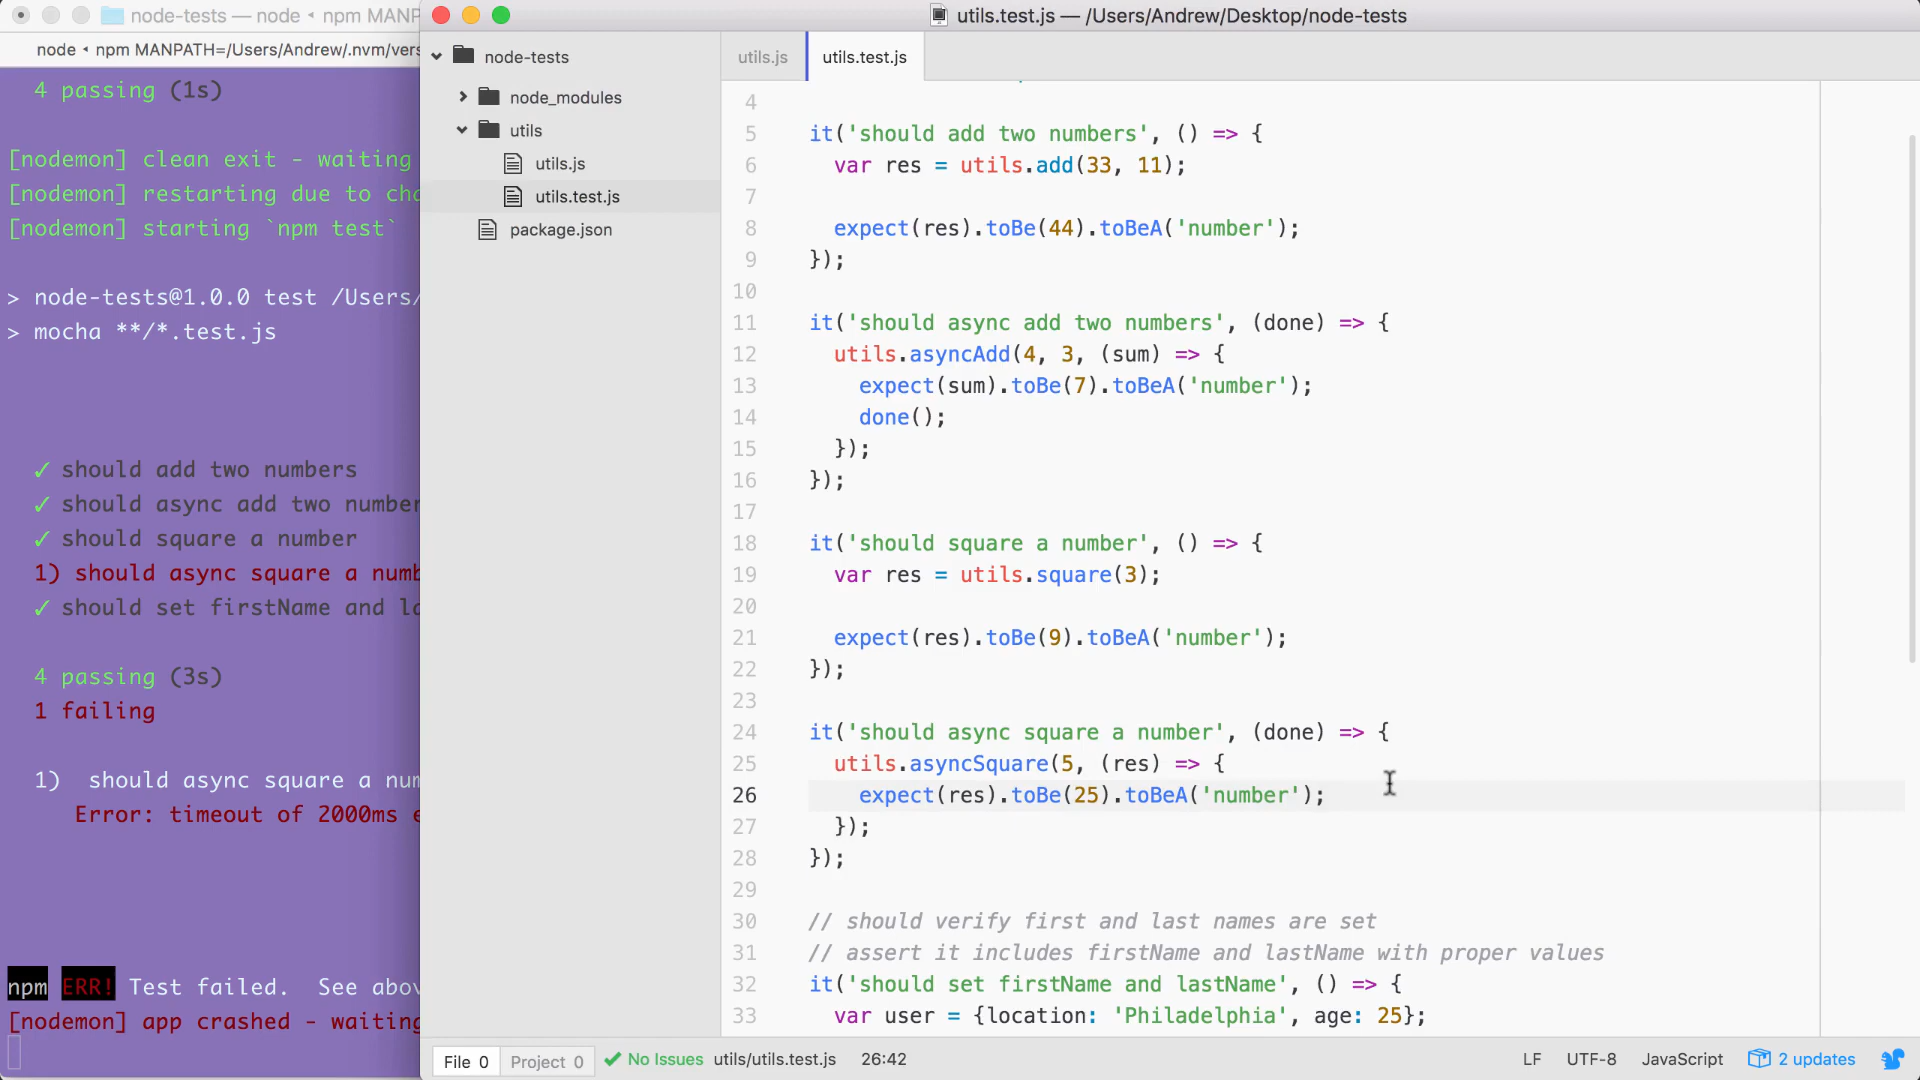 node-tests — node ◂ npm MANP
node ◂ npm MANPATH=/Users/Andrew/.nvm/vers
4 passing (1s)
[nodemon] clean exit - waiting
[nodemon] restarting due to cha
[nodemon] starting `npm test`
> node-tests@1.0.0 test /Users/
> mocha **/*.test.js
✓ should add two numbers
✓ should async add two number
✓ should square a number
1) should async square a numb
✓ should set firstName and la
4 passing (3s)
1 failing
1) should async square a num
Error: timeout of 2000ms e
npm ERR! Test failed. See abov
[nodemon] app crashed - waiting
utils.test.js — /Users/Andrew/Desktop/node-tests
node-tests
node_modules
utils
utils.js
utils.test.js
package.json
utils.js
utils.test.js
4
5 it('should add two numbers', () => {
6 var res = utils.add(33, 11);
7
8 expect(res).toBe(44).toBeA('number');
9 });
10
11 it('should async add two numbers', (done) => {
12 utils.asyncAdd(4, 3, (sum) => {
13 expect(sum).toBe(7).toBeA('number');
14 done();
15 });
16 });
17
18 it('should square a number', () => {
19 var res = utils.square(3);
20
21 expect(res).toBe(9).toBeA('number');
22 });
23
24 it('should async square a number', (done) => {
25 utils.asyncSquare(5, (res) => {
26 expect(res).toBe(25).toBeA('number');
27 });
28 });
29
30 // should verify first and last names are set
31 // assert it includes firstName and lastName with proper values
32 it('should set firstName and lastName', () => {
33 var user = {location: 'Philadelphia', age: 25};
File 0 Project 0 ✓ No Issues utils/utils.test.js 26:42 LF UTF-8 JavaScript 2 updates